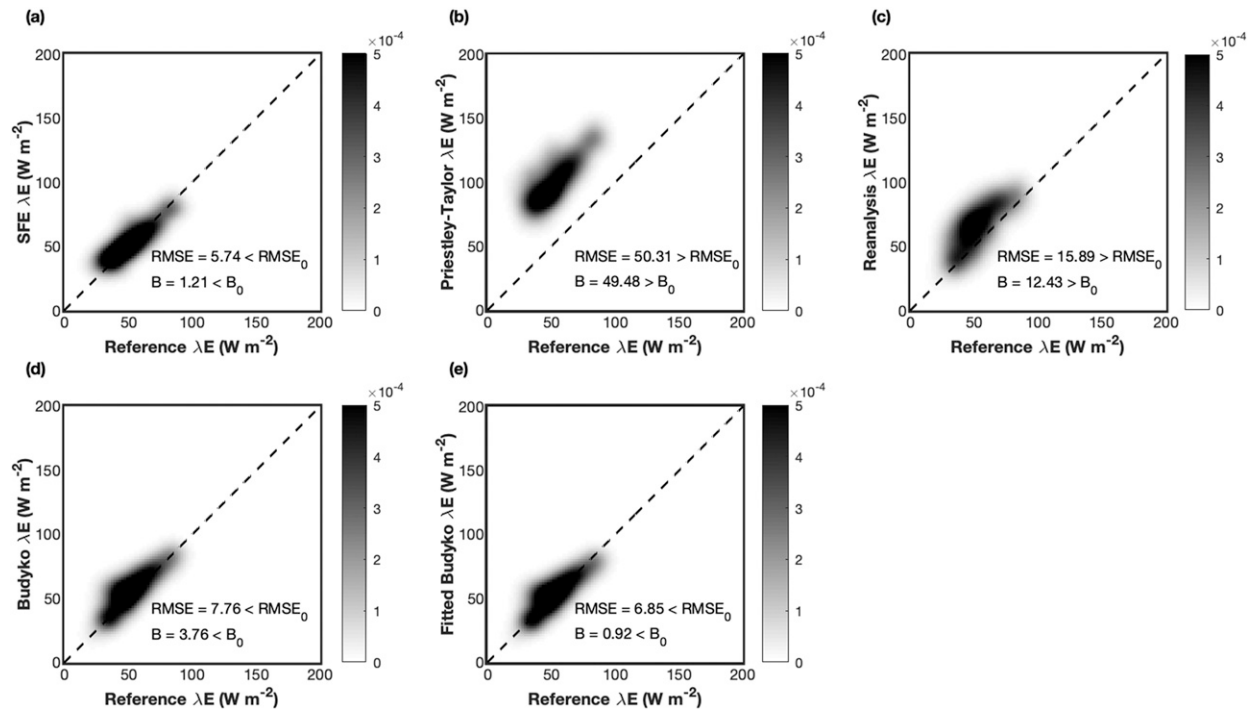 (a)
×10⁻⁴
200
150
100
50
0
SFE λE (W m⁻²)
RMSE = 5.74 < RMSE₀
B = 1.21 < B₀
0 50 100 150 200
Reference λE (W m⁻²)
5
4
3
2
1
0
(b)
×10⁻⁴
200
150
100
50
0
Priestley-Taylor λE (W m⁻²)
RMSE = 50.31 > RMSE₀
B = 49.48 > B₀
0 50 100 150 200
Reference λE (W m⁻²)
5
4
3
2
1
0
(c)
×10⁻⁴
200
150
100
50
0
Reanalysis λE (W m⁻²)
RMSE = 15.89 > RMSE₀
B = 12.43 > B₀
0 50 100 150 200
Reference λE (W m⁻²)
5
4
3
2
1
0
(d)
×10⁻⁴
200
150
100
50
0
Budyko λE (W m⁻²)
RMSE = 7.76 < RMSE₀
B = 3.76 < B₀
0 50 100 150 200
Reference λE (W m⁻²)
5
4
3
2
1
0
(e)
×10⁻⁴
200
150
100
50
0
Fitted Budyko λE (W m⁻²)
RMSE = 6.85 < RMSE₀
B = 0.92 < B₀
0 50 100 150 200
Reference λE (W m⁻²)
5
4
3
2
1
0